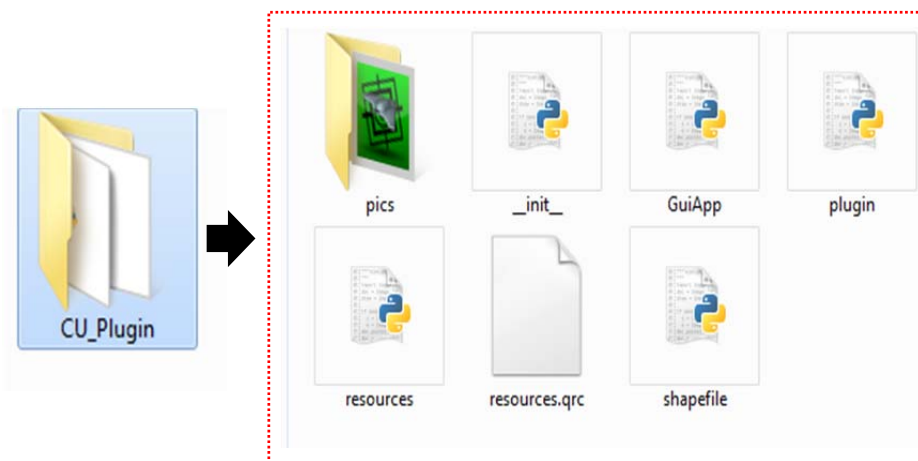 pics
__init__
GuiApp
plugin
CU_Plugin
resources
resources.qrc
shapefile